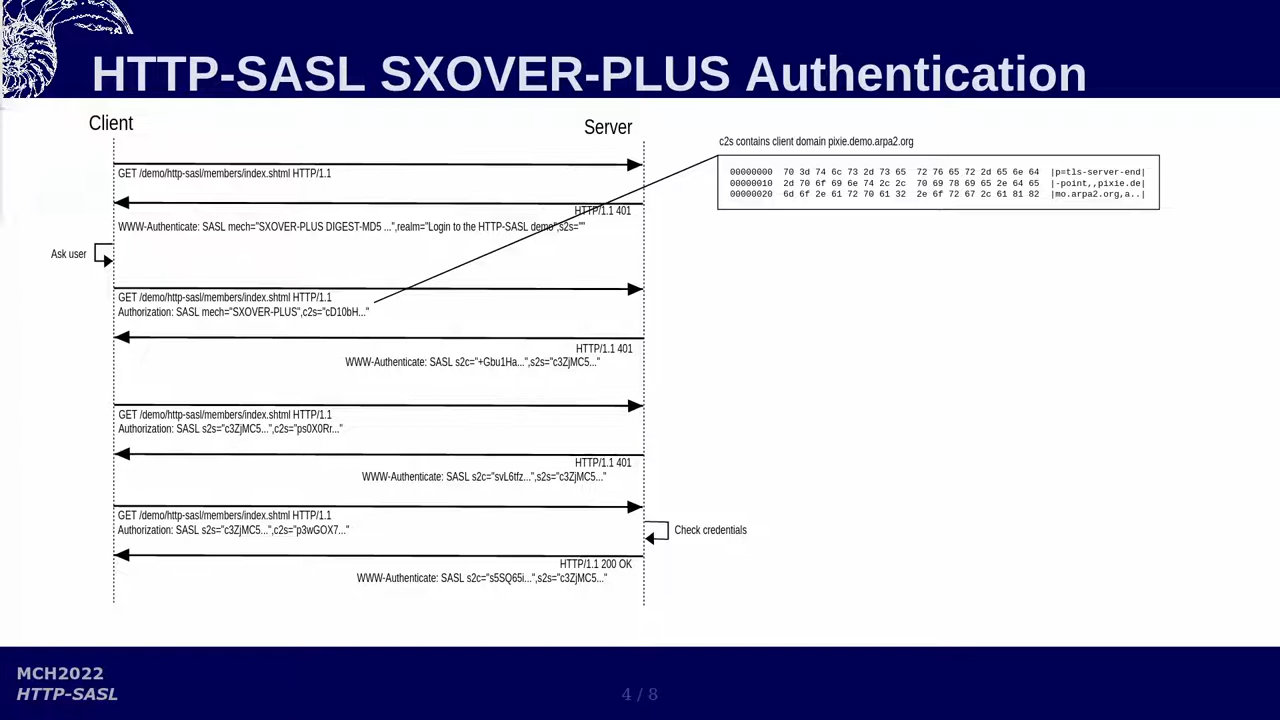 HTTP-SASL SXOVER-PLUS Authentication
Client
Server
c2s contains client domain pixie.demo.arpa2.org
00000000  70 3d 74 6c 73 2d 73 65  72 76 65 72 2d 65 6e 64  |p=tls-server-end|
00000010  2d 70 6f 69 6e 74 2c 2c  70 69 78 69 65 2e 64 65  |-point,,pixie.de|
00000020  6d 6f 2e 61 72 70 61 32  2e 6f 72 67 2c 61 81 82  |mo.arpa2.org,a..|
GET /demo/http-sasl/members/index.shtml HTTP/1.1
HTTP/1.1 401
WWW-Authenticate: SASL mech="SXOVER-PLUS DIGEST-MD5 ...",realm="Login to the HTTP-SASL demo",s2s=""
Ask user
GET /demo/http-sasl/members/index.shtml HTTP/1.1
Authorization: SASL mech="SXOVER-PLUS",c2s="cD10bH..."
HTTP/1.1 401
WWW-Authenticate: SASL s2c="+Gbu1Ha...",s2s="c3ZjMC5..."
GET /demo/http-sasl/members/index.shtml HTTP/1.1
Authorization: SASL s2s="c3ZjMC5...",c2s="ps0X0Rr..."
HTTP/1.1 401
WWW-Authenticate: SASL s2c="svL6tfz...",s2s="c3ZjMC5..."
GET /demo/http-sasl/members/index.shtml HTTP/1.1
Authorization: SASL s2s="c3ZjMC5...",c2s="p3wGOX7..."
Check credentials
HTTP/1.1 200 OK
WWW-Authenticate: SASL s2c="s5SQ65i...",s2s="c3ZjMC5..."
MCH2022
HTTP-SASL
4 / 8